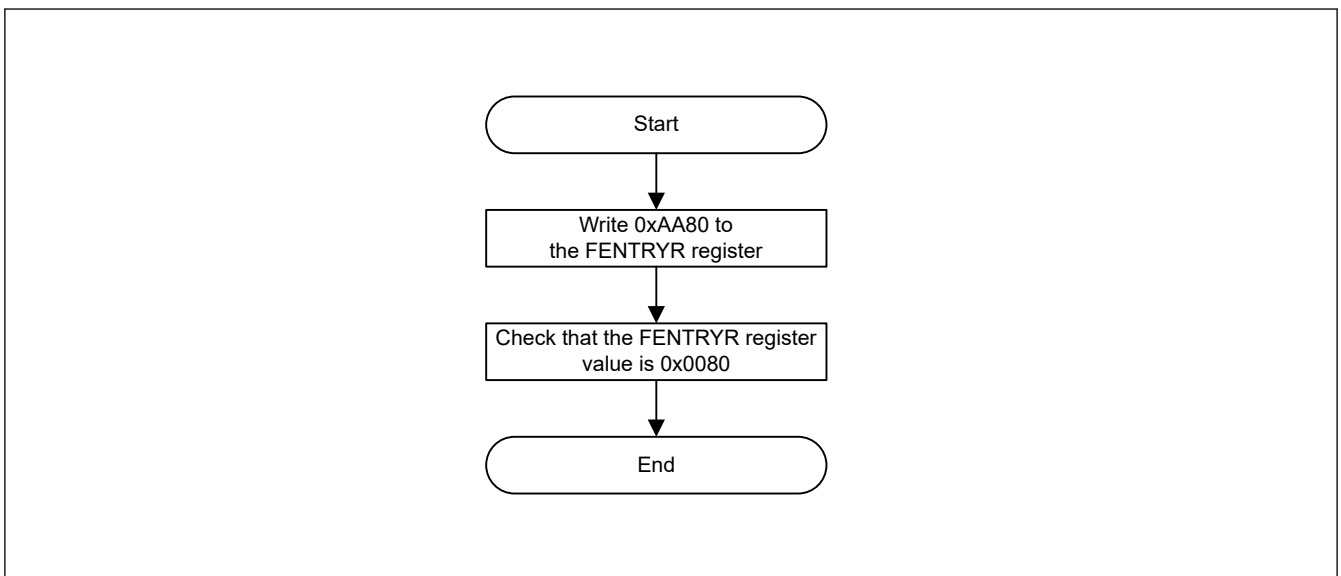 Start
Write 0xAA80 to
the FENTRYR register
Check that the FENTRYR register
value is 0x0080
End